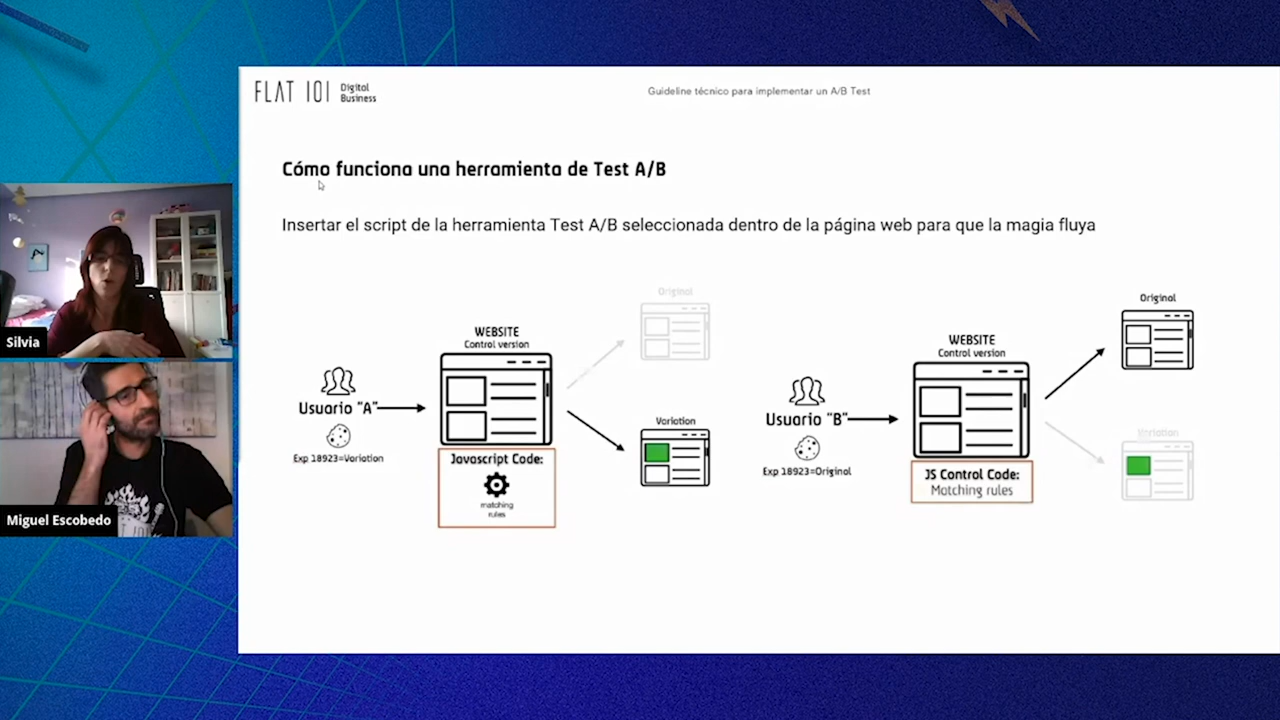 FLAT 101
Digital
Business
Guideline técnico para implementar un A/B Test
Cómo funciona una herramienta de Test A/B
Insertar el script de la herramienta Test A/B seleccionada dentro de la página web para que la magia fluya
Silvia
Miguel Escobedo
Usuario "A"
Exp 18923=Variation
WEBSITE
Control version
Javascript Code:
matching
rules
Original
Variation
Usuario "B"
Exp 18923=Original
WEBSITE
Control version
JS Control Code:
Matching rules
Original
Variation